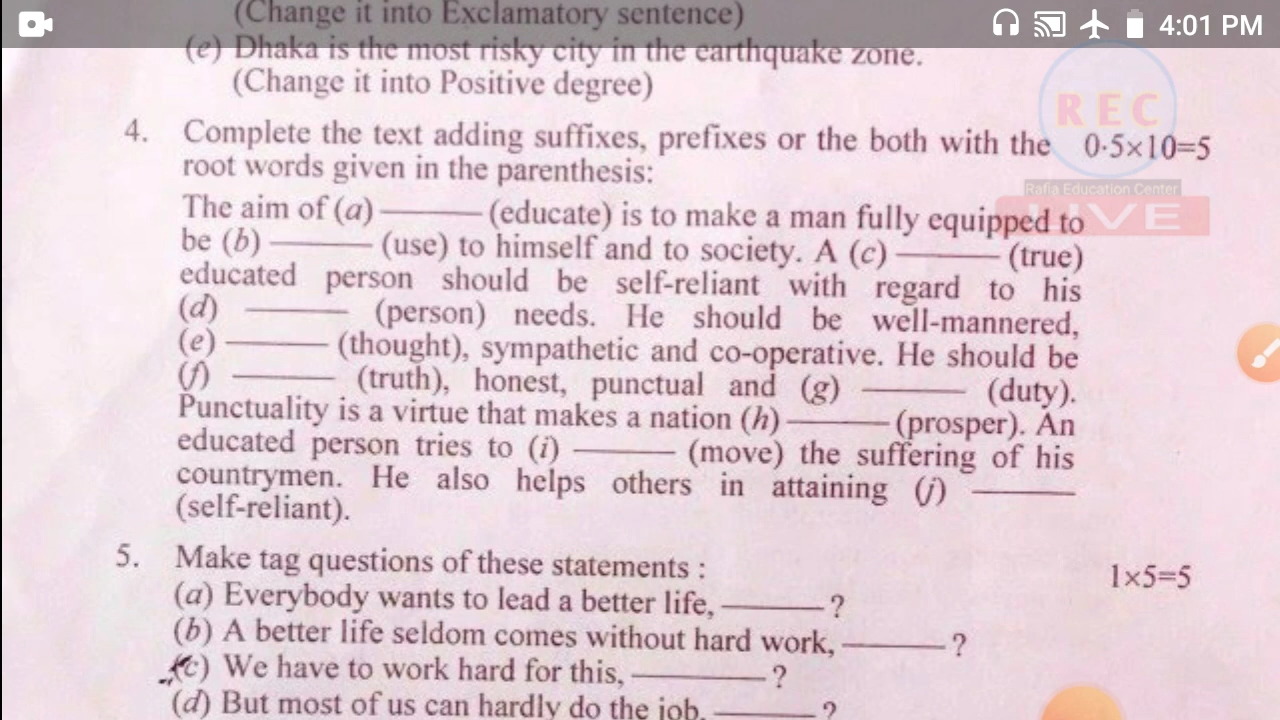 4:01 PM
(Change it into Exclamatory sentence)
(e) Dhaka is the most risky city in the earthquake zone.
(Change it into Positive degree)
REC
Rafia Education Center
LIVE
4. Complete the text adding suffixes, prefixes or the both with the 0·5×10=5
root words given in the parenthesis:
The aim of (a) ——— (educate) is to make a man fully equipped to
be (b) ——— (use) to himself and to society. A (c) ——— (true)
educated person should be self-reliant with regard to his
(d) ——— (person) needs. He should be well-mannered,
(e) ——— (thought), sympathetic and co-operative. He should be
(f) ——— (truth), honest, punctual and (g) ——— (duty).
Punctuality is a virtue that makes a nation (h) ——— (prosper). An
educated person tries to (i) ——— (move) the suffering of his
countrymen. He also helps others in attaining (j) ———
(self-reliant).
5. Make tag questions of these statements : 1×5=5
(a) Everybody wants to lead a better life, ———?
(b) A better life seldom comes without hard work, ———?
(c) We have to work hard for this, ———?
(d) But most of us can hardly do the job, ———?